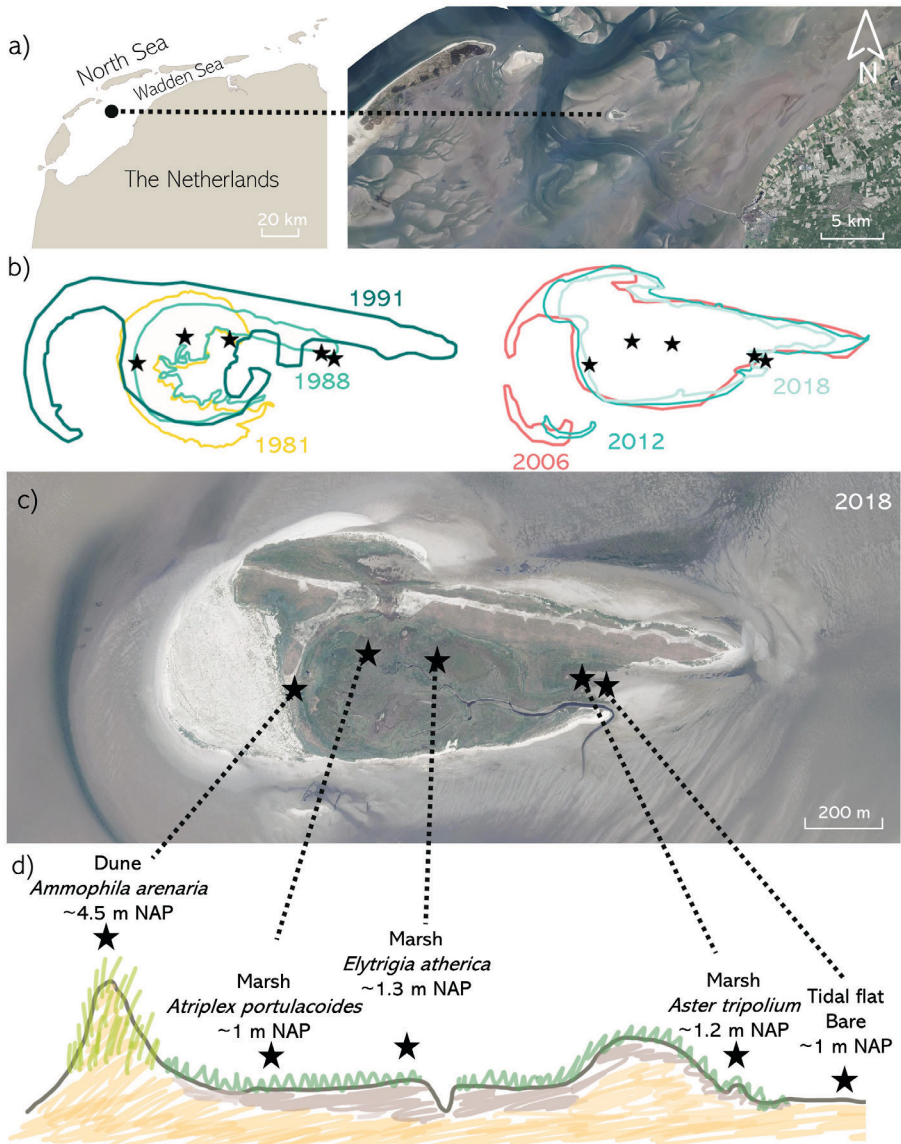 a)
North Sea
Wadden Sea
The Netherlands
20 km
N
5 km
b)
1991
1988
1981
2018
2012
2006
c)
2018
200 m
d)
Dune
Ammophila arenaria
~4.5 m NAP
Marsh
Atriplex portulacoides
~1 m NAP
Marsh
Elytrigia atherica
~1.3 m NAP
Marsh
Aster tripolium
~1.2 m NAP
Tidal flat
Bare
~1 m NAP